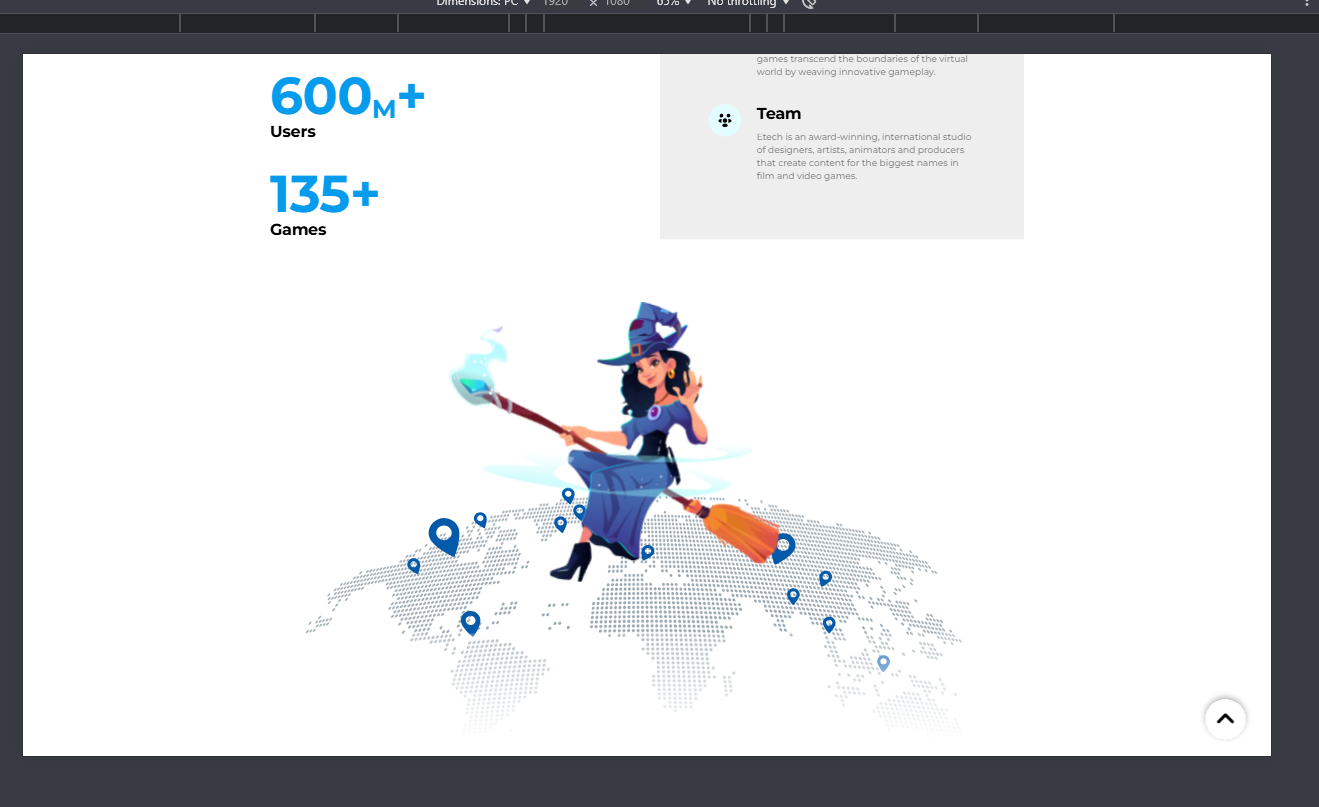 Dimensions: PC 1920 × 1080 65% No throttling
600M+
Users
135+
Games
games transcend the boundaries of the virtual
world by weaving innovative gameplay.
Team
Etech is an award-winning, international studio
of designers, artists, animators and producers
that create content for the biggest names in
film and video games.